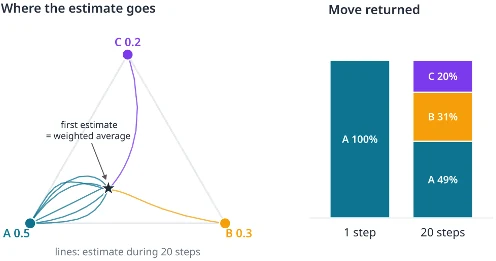 Where the estimate goes
Move returned
C 0.2
first estimate
= weighted average
A 0.5
B 0.3
lines: estimate during 20 steps
A 100%
C 20%
B 31%
A 49%
1 step
20 steps